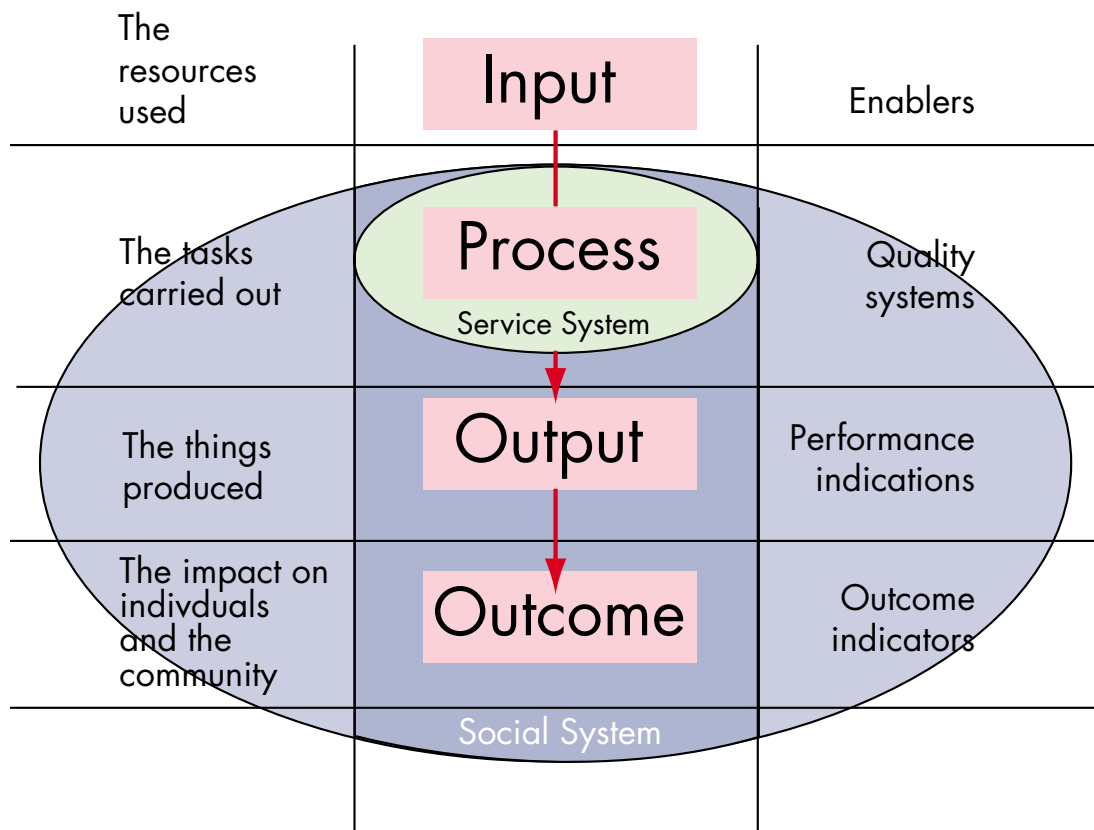 The
resources
used
Input
Enablers
The tasks
carried out
Process
Service System
Quality
systems
The things
produced
Output
Performance
indications
The impact on
indivduals
and the
community
Outcome
Outcome
indicators
Social System